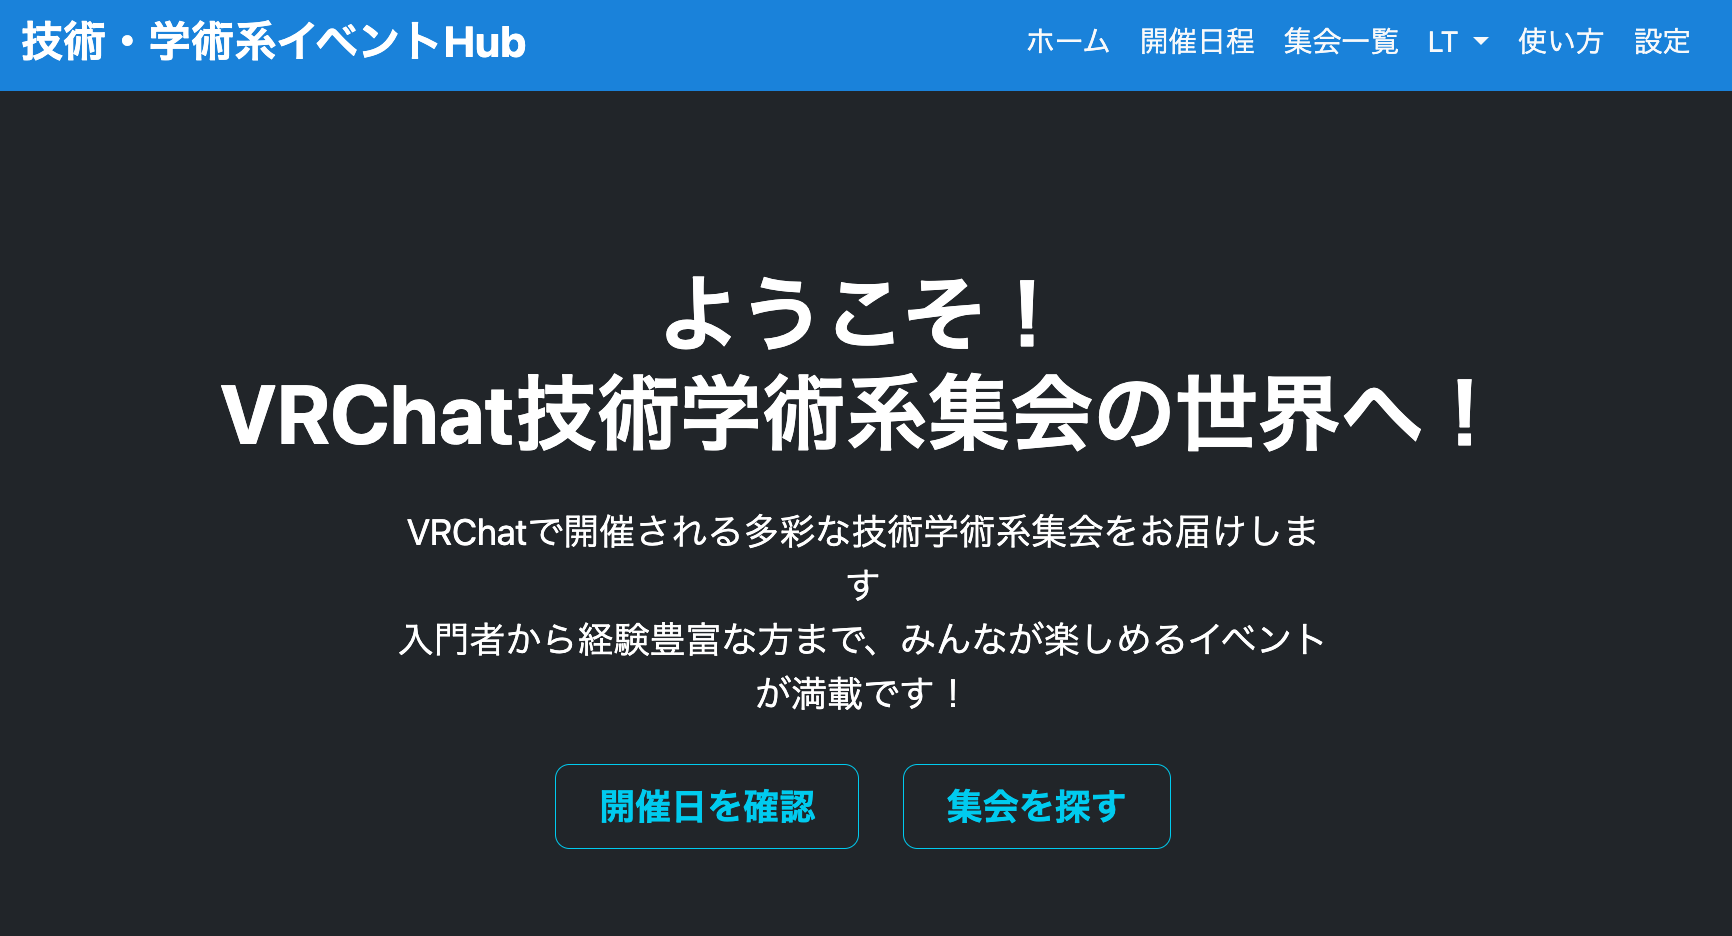 技術・学術系イベントHub
ホーム 開催日程 集会一覧 LT 使い方 設定
ようこそ！
VRChat技術学術系集会の世界へ！
VRChatで開催される多彩な技術学術系集会をお届けしま
す
入門者から経験豊富な方まで、みんなが楽しめるイベント
が満載です！
開催日を確認 集会を探す